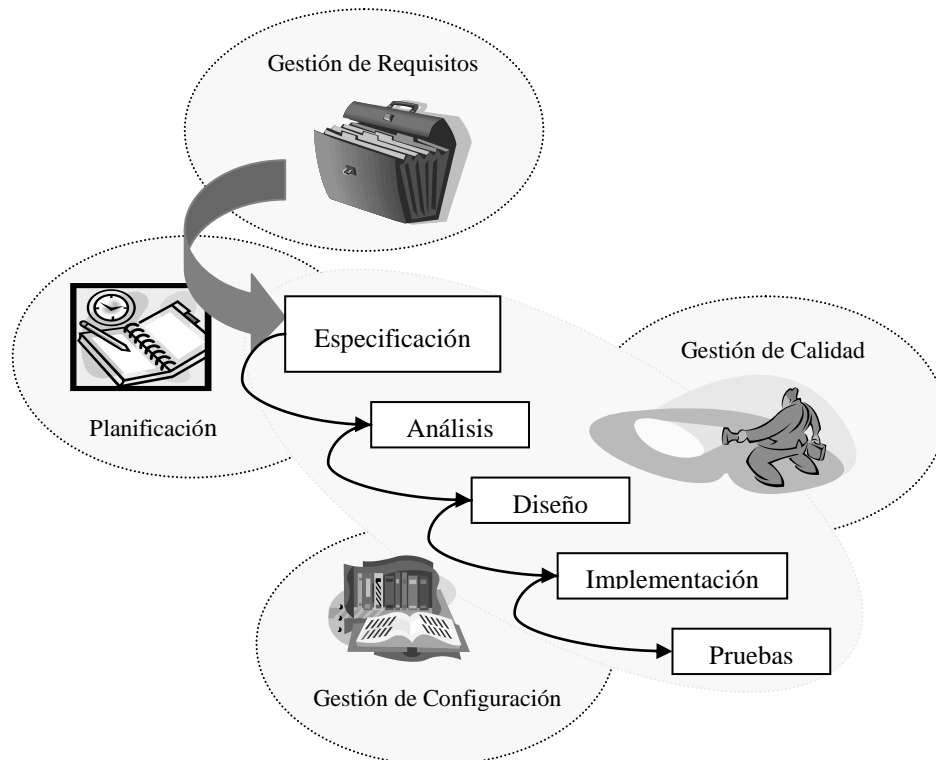 Gestión de Requisitos
Especificación
Gestión de Calidad
Planificación
Análisis
Diseño
Implementación
Pruebas
Gestión de Configuración